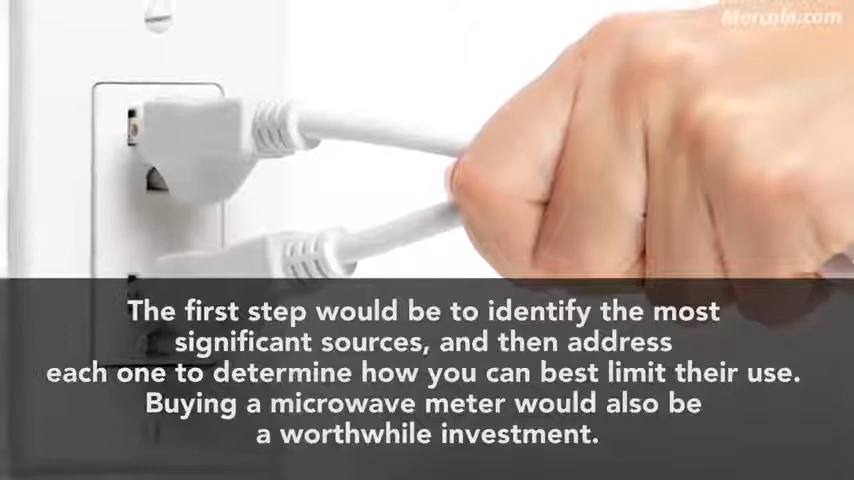 Mercola.com
The first step would be to identify the most
significant sources, and then address
each one to determine how you can best limit their use.
Buying a microwave meter would also be
a worthwhile investment.